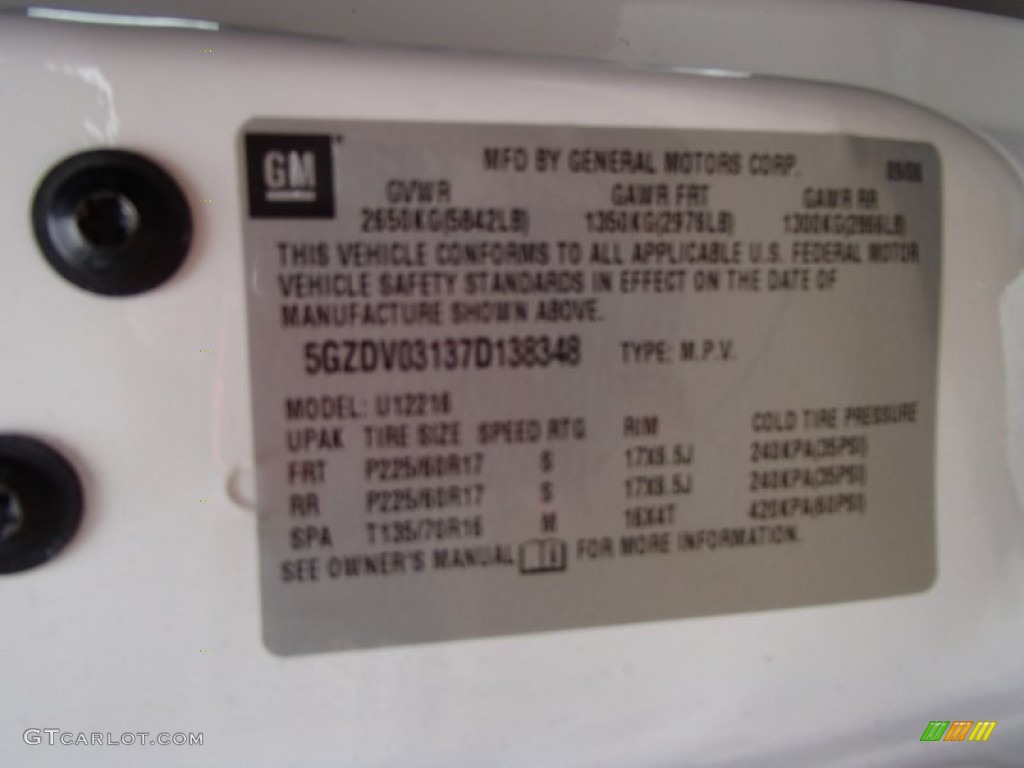 GM
MFD BY GENERAL MOTORS CORP. 09/06
GVWR GAWR FRT GAWR RR
2650KG(5842LB) 1350KG(2976LB) 1300KG(2866LB)
THIS VEHICLE CONFORMS TO ALL APPLICABLE U.S. FEDERAL MOTOR
VEHICLE SAFETY STANDARDS IN EFFECT ON THE DATE OF
MANUFACTURE SHOWN ABOVE.
5GZDV03137D138348 TYPE: M.P.V.
MODEL: U12216
UPAK TIRE SIZE SPEED RTG RIM COLD TIRE PRESSURE
FRT P225/60R17 S 17X6.5J 240KPA(35PSI)
RR P225/60R17 S 17X6.5J 240KPA(35PSI)
SPA T135/70R16 M 16X4T 420KPA(60PSI)
SEE OWNER'S MANUAL FOR MORE INFORMATION.
GTCARLOT.COM